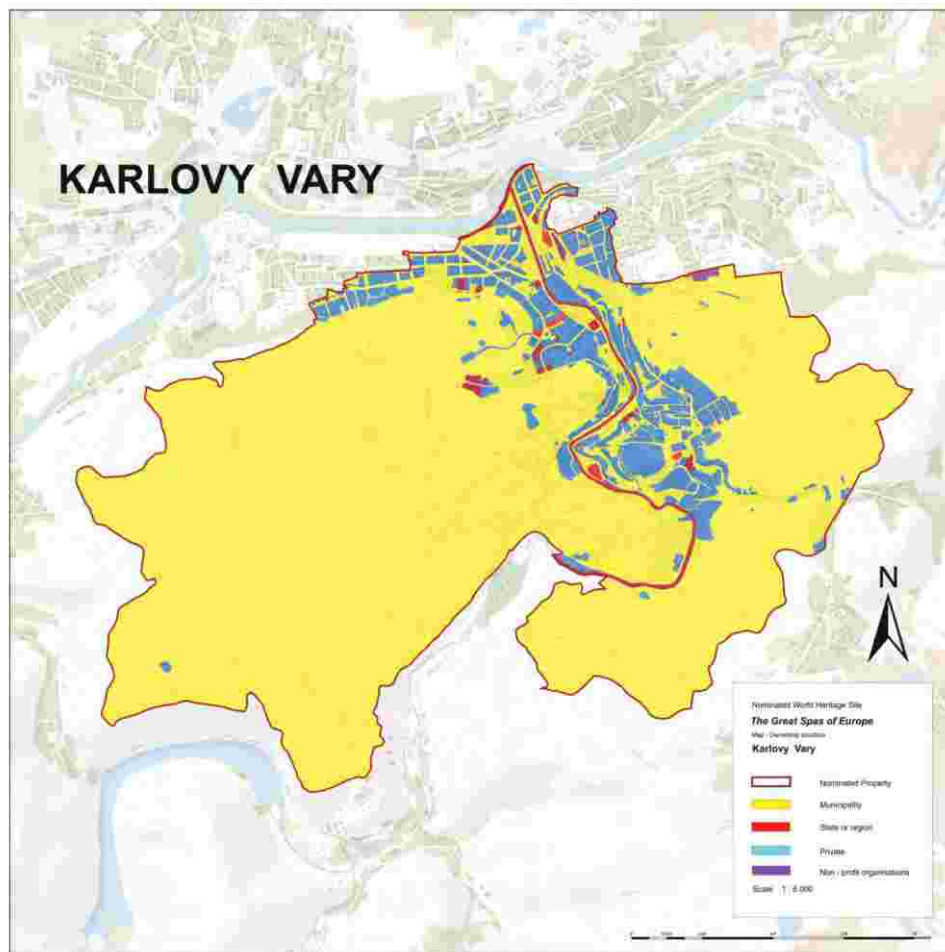 KARLOVY VARY
N
Nominated World Heritage Site
The Great Spas of Europe
Map - Ownership structure
Karlovy Vary
Nominated Property
Municipality
State or region
Private
Non - profit organisations
Scale 1 : 6 000